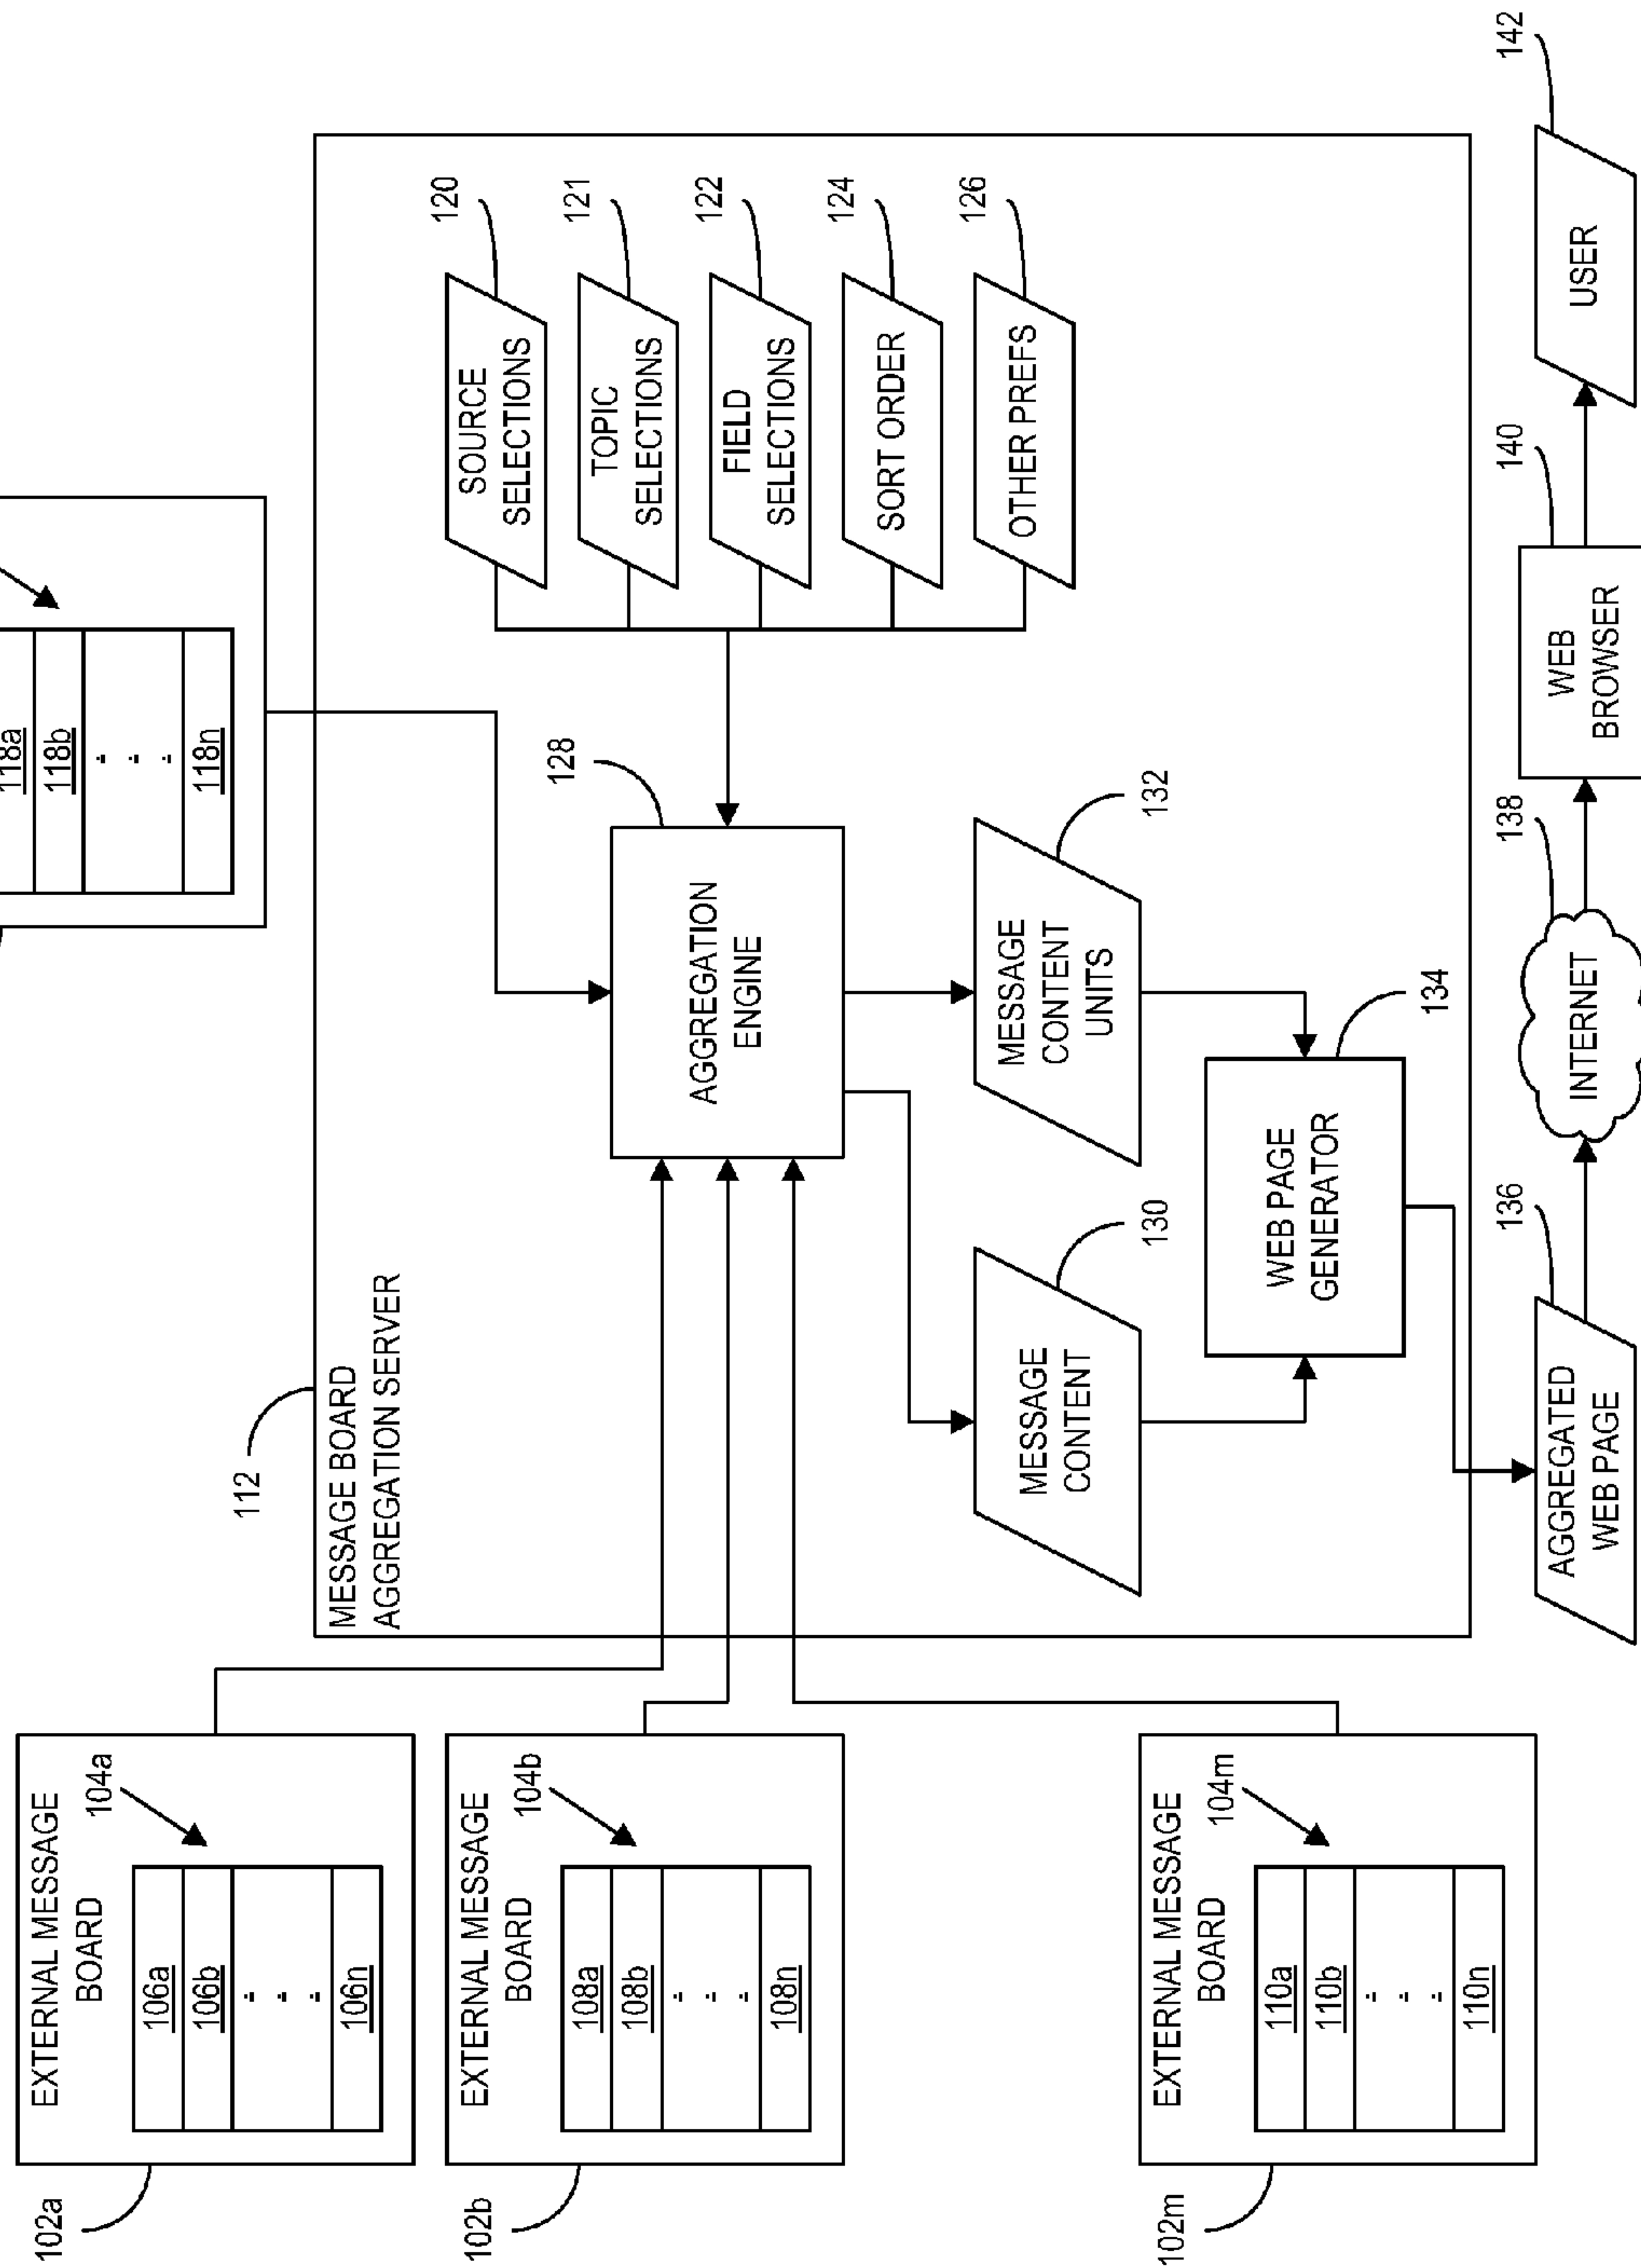 118a
118b
118n
112
MESSAGE BOARD
AGGREGATION SERVER
102a
EXTERNAL MESSAGE
BOARD
104a
106a
106b
106n
102b
EXTERNAL MESSAGE
BOARD
104b
108a
108b
108n
102m
EXTERNAL MESSAGE
BOARD
104m
110a
110b
110n
128
AGGREGATION
ENGINE
SOURCE
SELECTIONS
120
TOPIC
SELECTIONS
121
FIELD
SELECTIONS
122
SORT ORDER
124
OTHER PREFS
126
MESSAGE
CONTENT
130
MESSAGE
CONTENT
UNITS
132
WEB PAGE
GENERATOR
134
AGGREGATED
WEB PAGE
136
INTERNET
138
WEB
BROWSER
140
USER
142